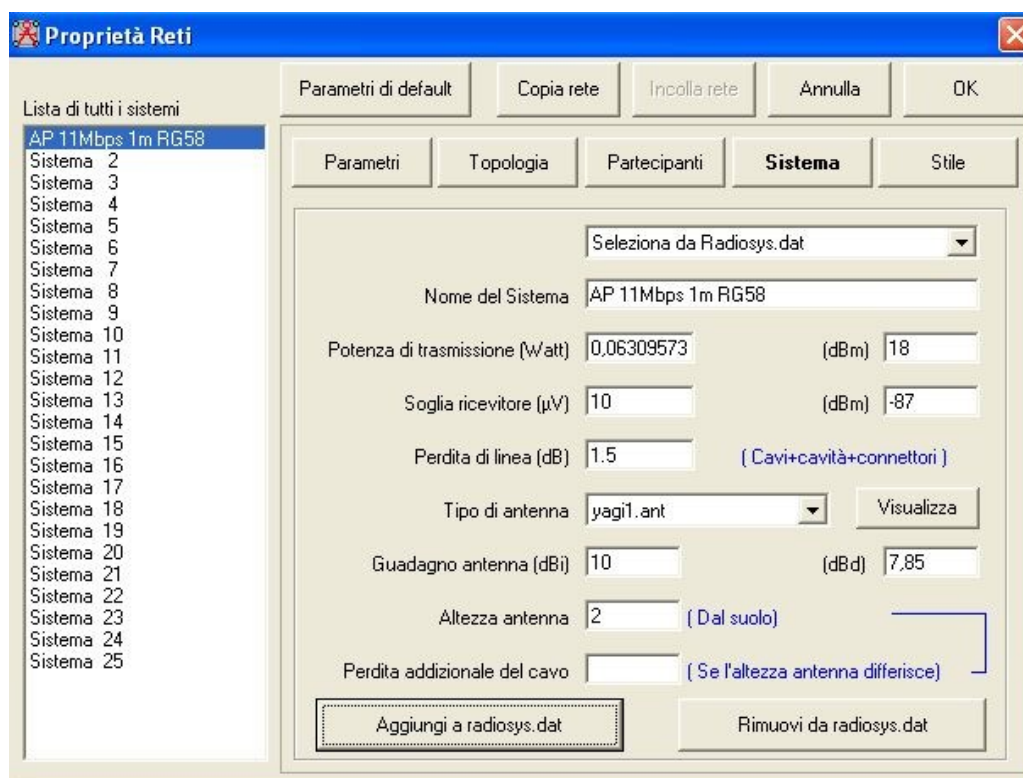 Proprietà Reti
Parametri di default
Copia rete
Incolla rete
Annulla
OK
Lista di tutti i sistemi
AP 11Mbps 1m RG58
Sistema 2
Sistema 3
Sistema 4
Sistema 5
Sistema 6
Sistema 7
Sistema 8
Sistema 9
Sistema 10
Sistema 11
Sistema 12
Sistema 13
Sistema 14
Sistema 15
Sistema 16
Sistema 17
Sistema 18
Sistema 19
Sistema 20
Sistema 21
Sistema 22
Sistema 23
Sistema 24
Sistema 25
Parametri
Topologia
Partecipanti
Sistema
Stile
Seleziona da Radiosys.dat
Nome del Sistema AP 11Mbps 1m RG58
Potenza di trasmissione (Watt) 0,06309573 (dBm) 18
Soglia ricevitore (µV) 10 (dBm) -87
Perdita di linea (dB) 1.5 ( Cavi+cavità+connettori )
Tipo di antenna yagi1.ant Visualizza
Guadagno antenna (dBi) 10 (dBd) 7,85
Altezza antenna 2 ( Dal suolo)
Perdita addizionale del cavo ( Se l'altezza antenna differisce)
Aggiungi a radiosys.dat
Rimuovi da radiosys.dat